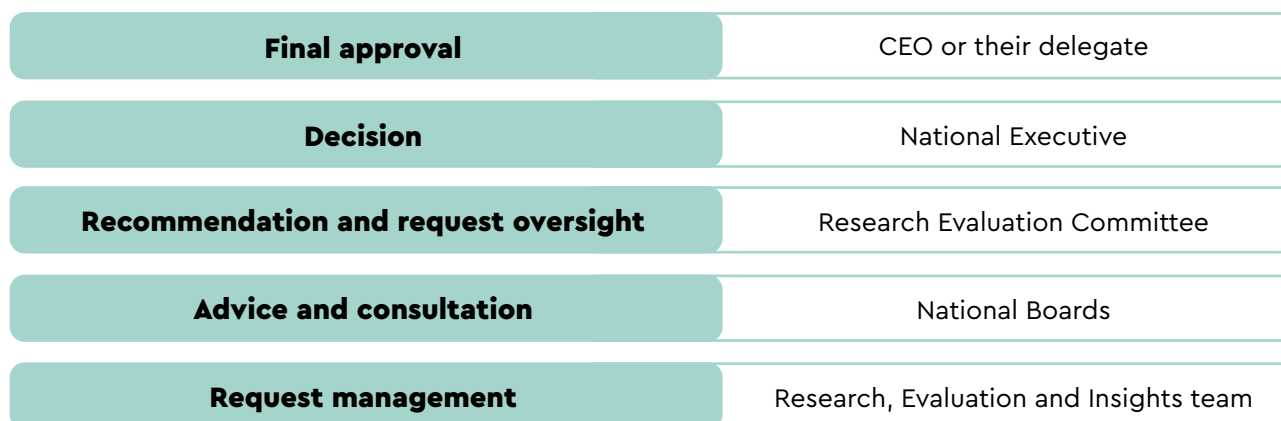 Final approval
CEO or their delegate
Decision
National Executive
Recommendation and request oversight
Research Evaluation Committee
Advice and consultation
National Boards
Request management
Research, Evaluation and Insights team